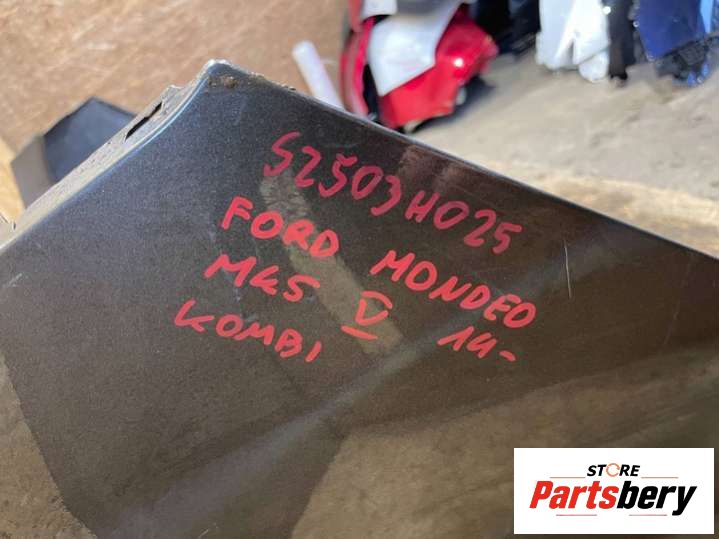 S2503H025
FORD MONDEO
MK5 V 14-
KOMBI
STORE
Partsbery